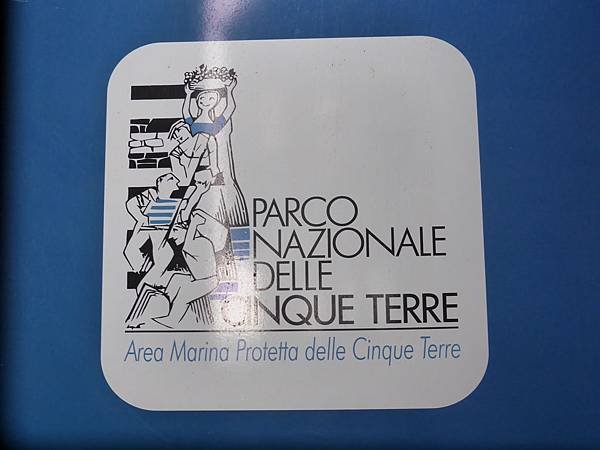 PARCO
NAZIONALE
DELLE
CINQUE TERRE
Area Marina Protetta delle Cinque Terre